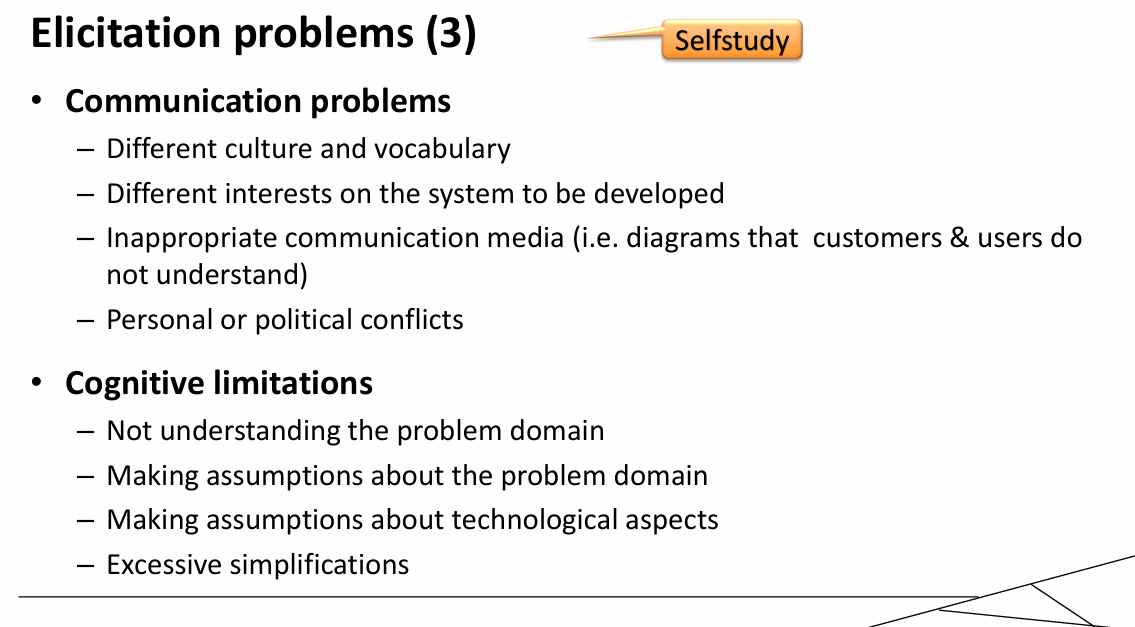 Elicitation problems (3)
Selfstudy
• Communication problems
– Different culture and vocabulary
– Different interests on the system to be developed
– Inappropriate communication media (i.e. diagrams that  customers & users do
not understand)
– Personal or political conflicts
• Cognitive limitations
– Not understanding the problem domain
– Making assumptions about the problem domain
– Making assumptions about technological aspects
– Excessive simplifications